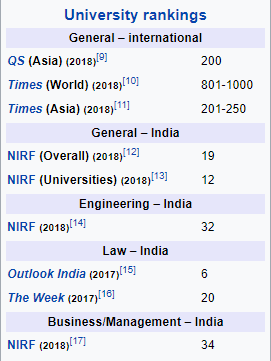 University rankings
General – international
QS (Asia) (2018)[9] 200
Times (World) (2018)[10] 801-1000
Times (Asia) (2018)[11] 201-250
General – India
NIRF (Overall) (2018)[12] 19
NIRF (Universities) (2018)[13] 12
Engineering – India
NIRF (2018)[14] 32
Law – India
Outlook India (2017)[15] 6
The Week (2017)[16] 20
Business/Management – India
NIRF (2018)[17] 34